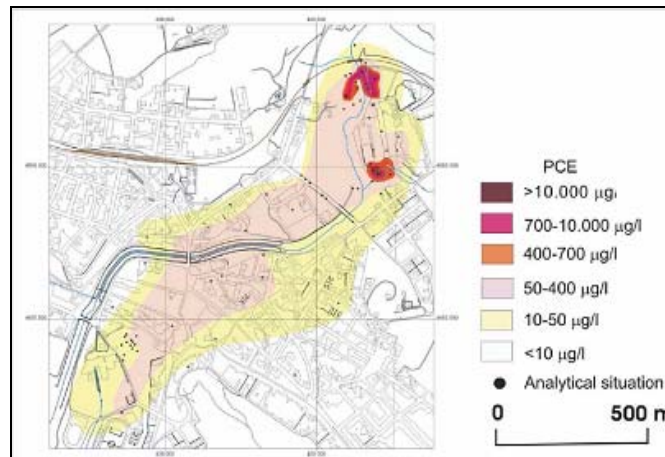 PCE
>10.000 µg/
700-10.000 µg/l
400-700 µg/l
50-400 µg/l
10-50 µg/l
<10 µg/l
Analytical situation
0 500 m